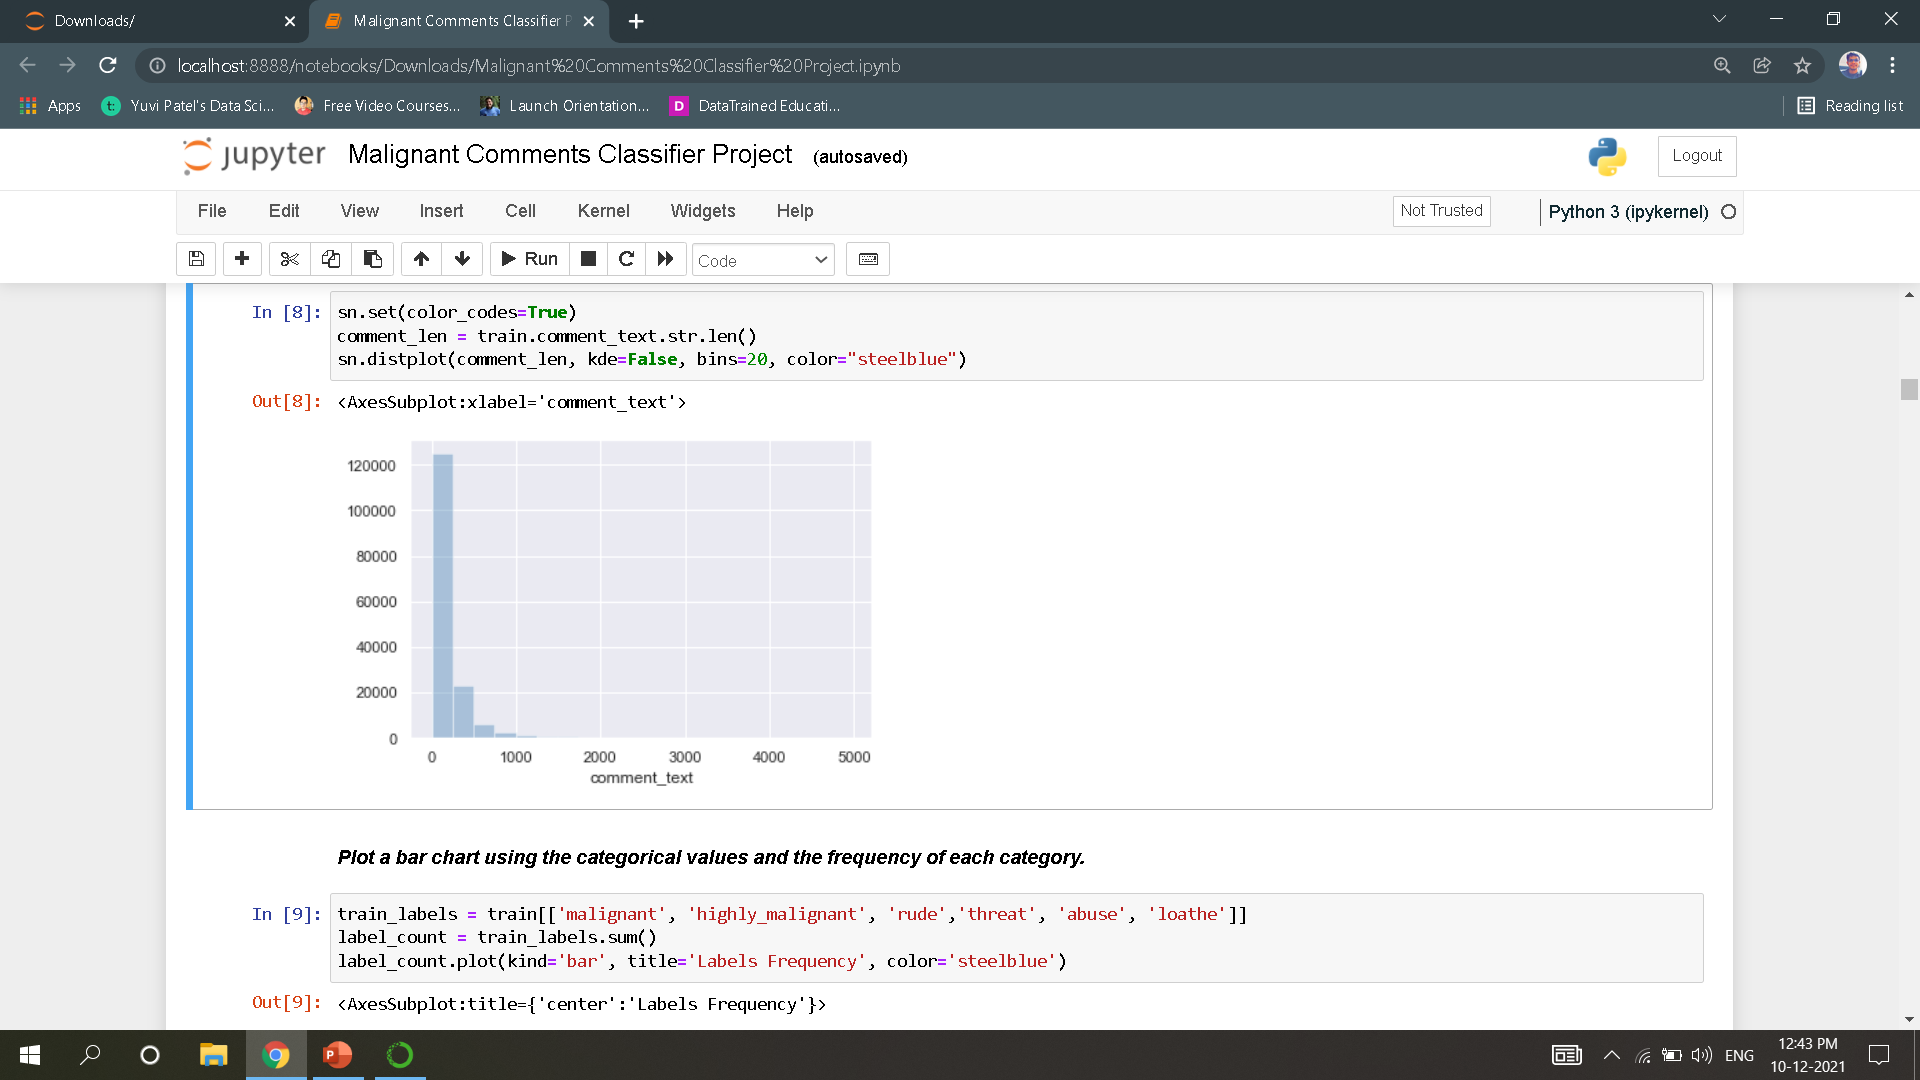 Downloads/
Malignant Comments Classifier P
localhost:8888/notebooks/Downloads/Malignant%20Comments%20Classifier%20Project.ipynb
Apps
t:
Yuvi Patel's Data Sci...
Free Video Courses...
Launch Orientation...
D
DataTrained Educati...
Reading list
jupyter
Malignant Comments Classifier Project (autosaved)
Logout
File
Edit
View
Insert
Cell
Kernel
Widgets
Help
Not Trusted
Python 3 (ipykernel)
Run
Code
In [8]:
sn.set(color_codes=True)
comment_len = train.comment_text.str.len()
sn.distplot(comment_len, kde=False, bins=20, color="steelblue")
Out[8]:
<AxesSubplot:xlabel='comment_text'>
120000
100000
80000
60000
40000
20000
0
0 1000 2000 3000 4000 5000
comment_text
Plot a bar chart using the categorical values and the frequency of each category.
In [9]:
train_labels = train[['malignant', 'highly_malignant', 'rude','threat', 'abuse', 'loathe']]
label_count = train_labels.sum()
label_count.plot(kind='bar', title='Labels Frequency', color='steelblue')
Out[9]:
<AxesSubplot:title={'center':'Labels Frequency'}>
P
ENG
12:43 PM
10-12-2021